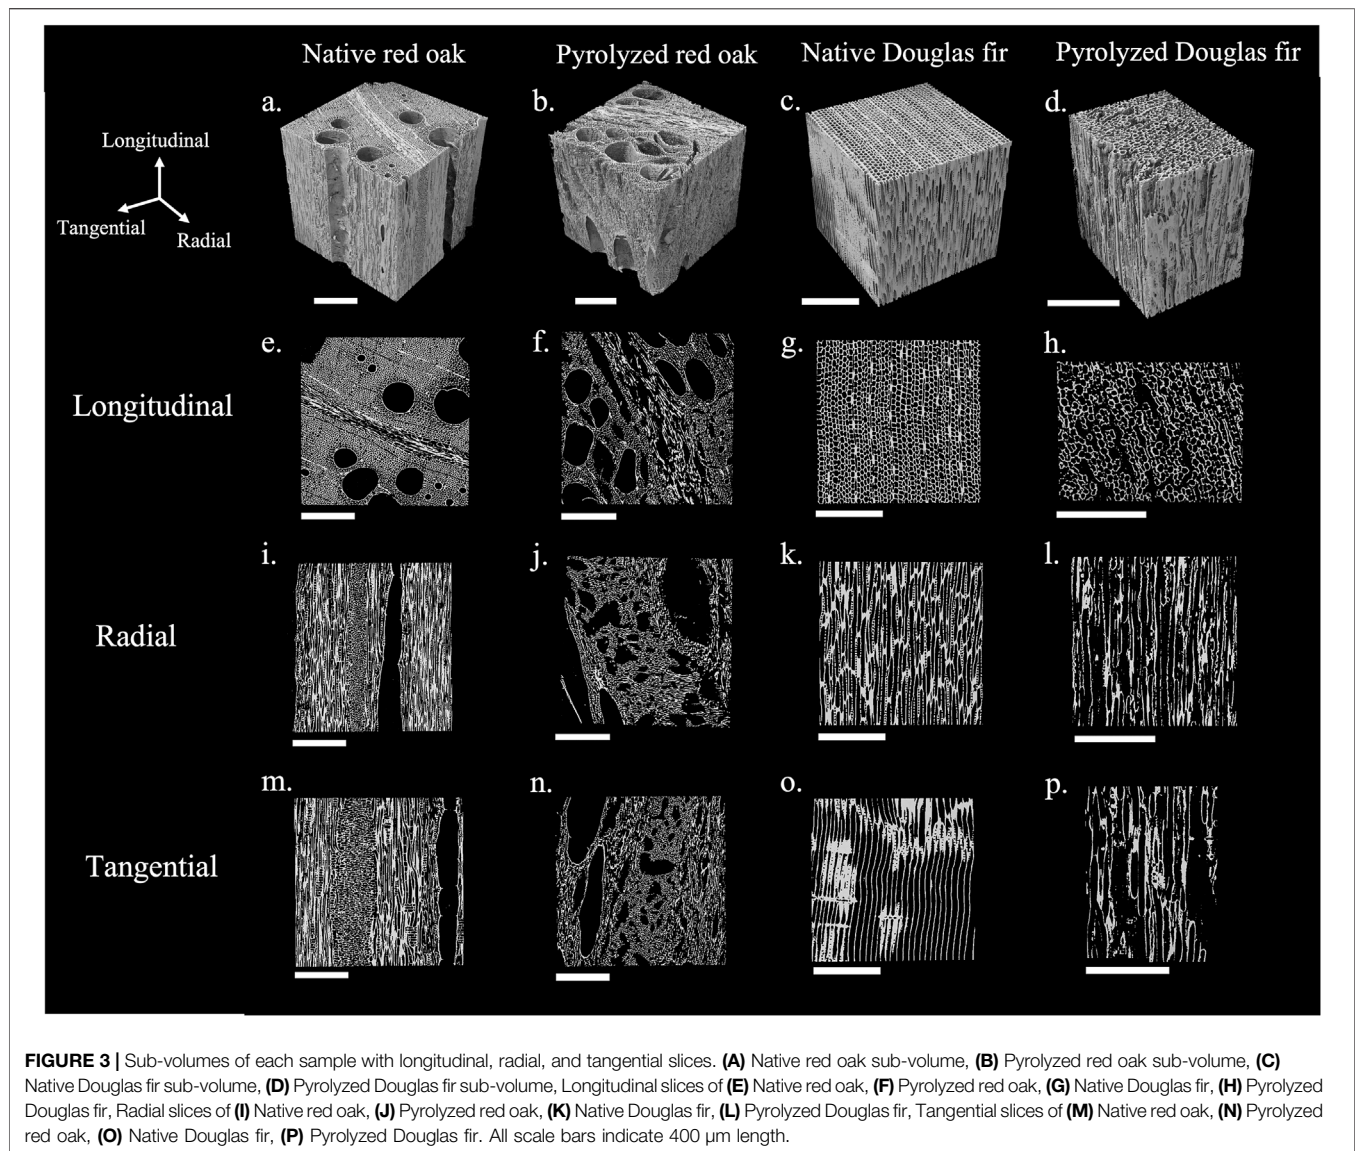 Native red oak
Pyrolyzed red oak
Native Douglas fir
Pyrolyzed Douglas fir
a.
b.
c.
d.
Longitudinal
Tangential
Radial
e.
f.
g.
h.
Longitudinal
i.
j.
k.
l.
Radial
m.
n.
o.
p.
Tangential
FIGURE 3 | Sub-volumes of each sample with longitudinal, radial, and tangential slices. (A) Native red oak sub-volume, (B) Pyrolyzed red oak sub-volume, (C)
Native Douglas fir sub-volume, (D) Pyrolyzed Douglas fir sub-volume, Longitudinal slices of (E) Native red oak, (F) Pyrolyzed red oak, (G) Native Douglas fir, (H) Pyrolyzed
Douglas fir, Radial slices of (I) Native red oak, (J) Pyrolyzed red oak, (K) Native Douglas fir, (L) Pyrolyzed Douglas fir, Tangential slices of (M) Native red oak, (N) Pyrolyzed
red oak, (O) Native Douglas fir, (P) Pyrolyzed Douglas fir. All scale bars indicate 400 µm length.